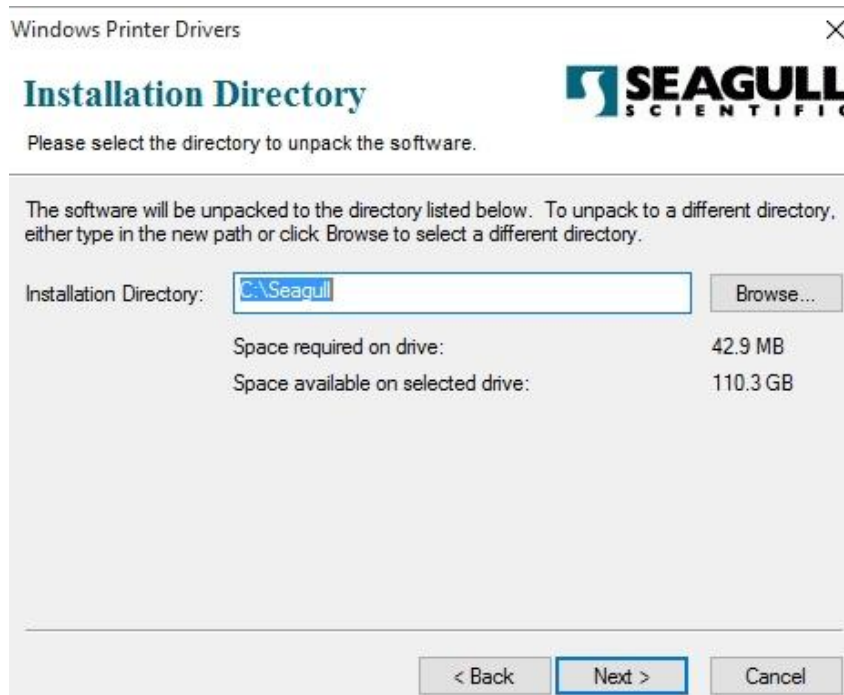 Windows Printer Drivers
Installation Directory
SEAGULL
SCIENTIFIC
Please select the directory to unpack the software.
The software will be unpacked to the directory listed below. To unpack to a different directory,
either type in the new path or click Browse to select a different directory.
Installation Directory: C:\Seagull Browse...
Space required on drive: 42.9 MB
Space available on selected drive: 110.3 GB
< Back Next > Cancel